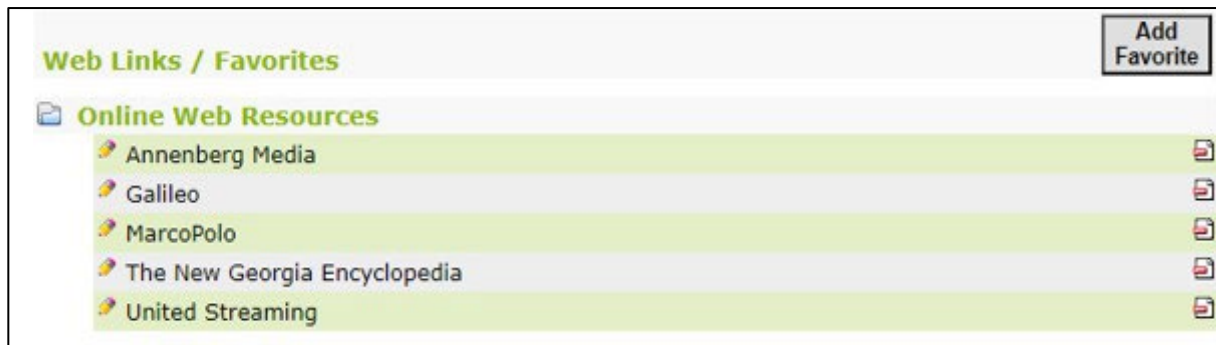 Web Links / Favorites
Add
Favorite
Online Web Resources
Annenberg Media
Galileo
MarcoPolo
The New Georgia Encyclopedia
United Streaming